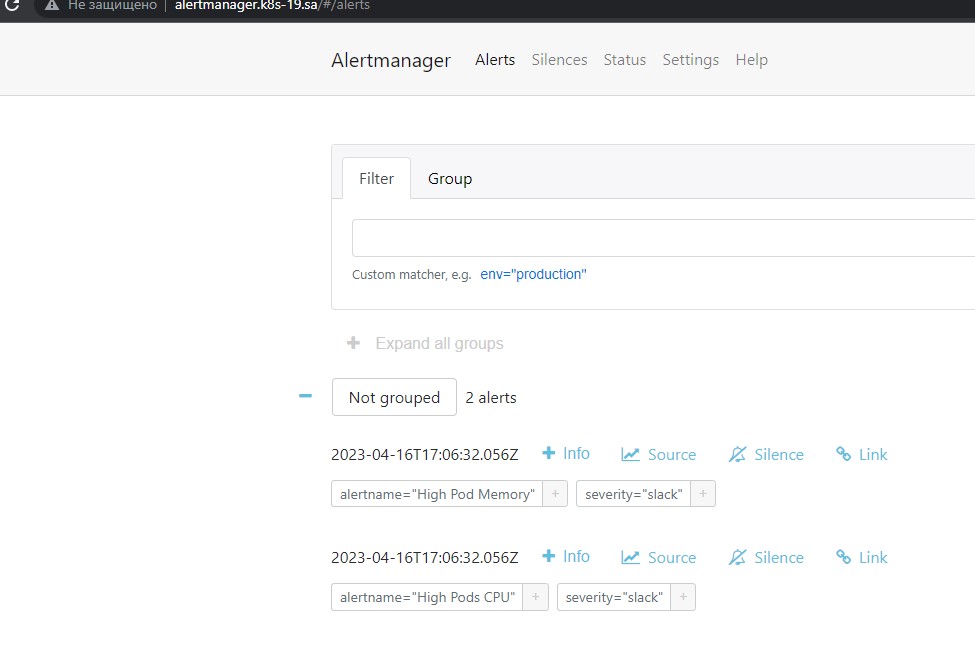 Не защищено | alertmanager.k8s-19.sa/#/alerts
Alertmanager Alerts Silences Status Settings Help
Filter Group
Custom matcher, e.g. env="production"
+ Expand all groups
− Not grouped 2 alerts
2023-04-16T17:06:32.056Z + Info Source Silence Link
alertname="High Pod Memory" + severity="slack" +
2023-04-16T17:06:32.056Z + Info Source Silence Link
alertname="High Pods CPU" + severity="slack" +